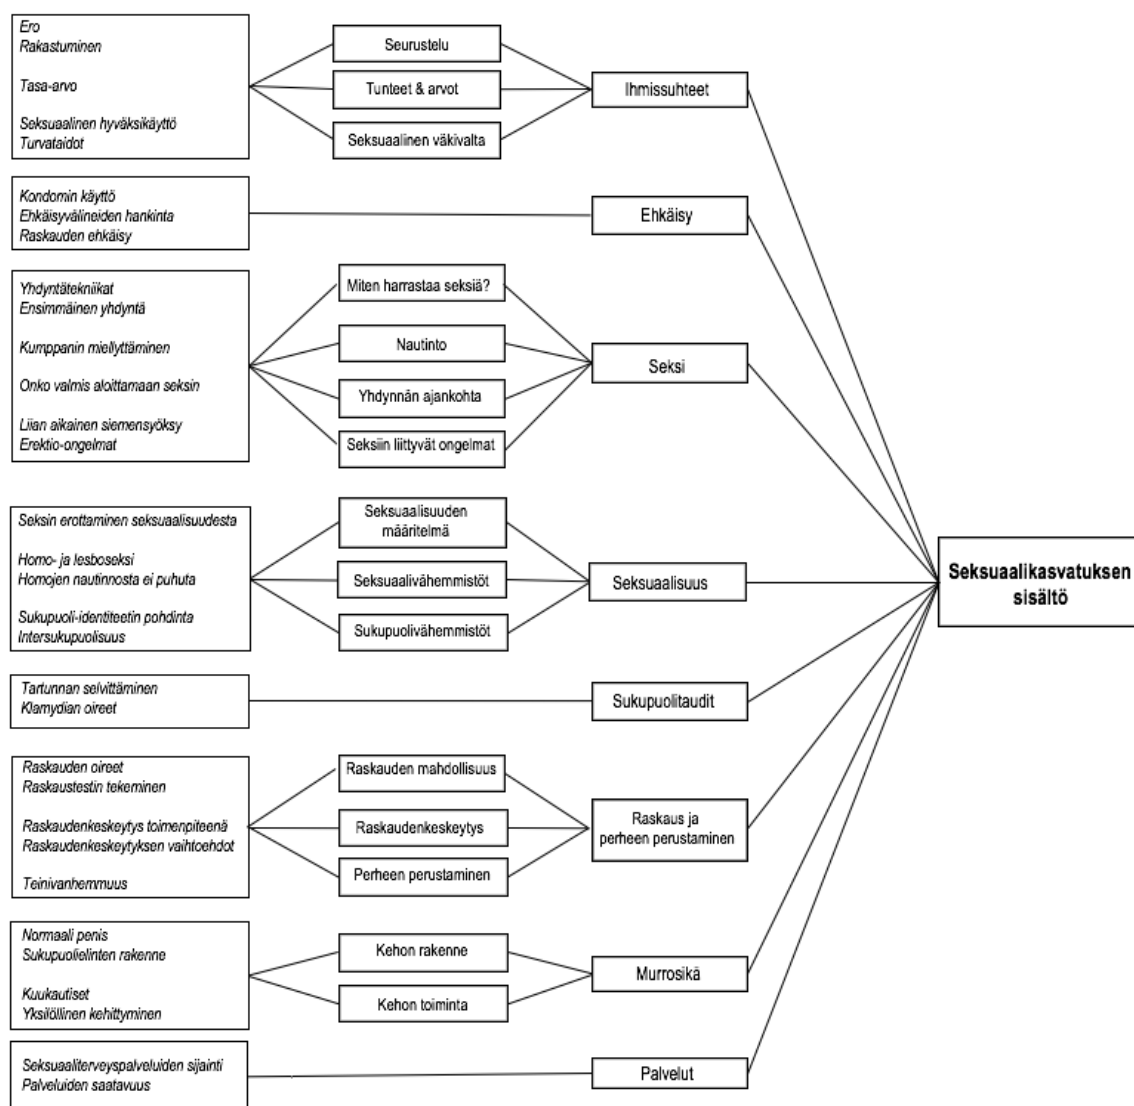 Ero
Rakastuminen
Tasa-arvo
Seksuaalinen hyväksikäyttö
Turvataidot
Seurustelu
Tunteet & arvot
Seksuaalinen väkivalta
Ihmissuhteet
Kondomin käyttö
Ehkäisyvälineiden hankinta
Raskauden ehkäisy
Ehkäisy
Yhdyntätekniikat
Ensimmäinen yhdyntä
Kumppanin miellyttäminen
Onko valmis aloittamaan seksin
Liian aikainen siemensyöksy
Erektio-ongelmat
Miten harrastaa seksiä?
Nautinto
Yhdynnän ajankohta
Seksiin liittyvät ongelmat
Seksi
Seksin erottaminen seksuaalisuudesta
Homo- ja lesboseksi
Homojen nautinnosta ei puhuta
Sukupuoli-identiteetin pohdinta
Intersukupuolisuus
Seksuaalisuuden
määritelmä
Seksuaalivähemmistöt
Sukupuolivähemmistöt
Seksuaalisuus
Seksuaalikasvatuksen
sisältö
Tartunnan selvittäminen
Klamydian oireet
Sukupuolitaudit
Raskauden oireet
Raskaustestin tekeminen
Raskaudenkeskeytys toimenpiteenä
Raskaudenkeskeytyksen vaihtoehdot
Teinivanhemmuus
Raskauden mahdollisuus
Raskaudenkeskeytys
Perheen perustaminen
Raskaus ja
perheen perustaminen
Normaali penis
Sukupuolielinten rakenne
Kuukautiset
Yksilöllinen kehittyminen
Kehon rakenne
Kehon toiminta
Murrosikä
Seksuaaliterveyspalveluiden sijainti
Palveluiden saatavuus
Palvelut